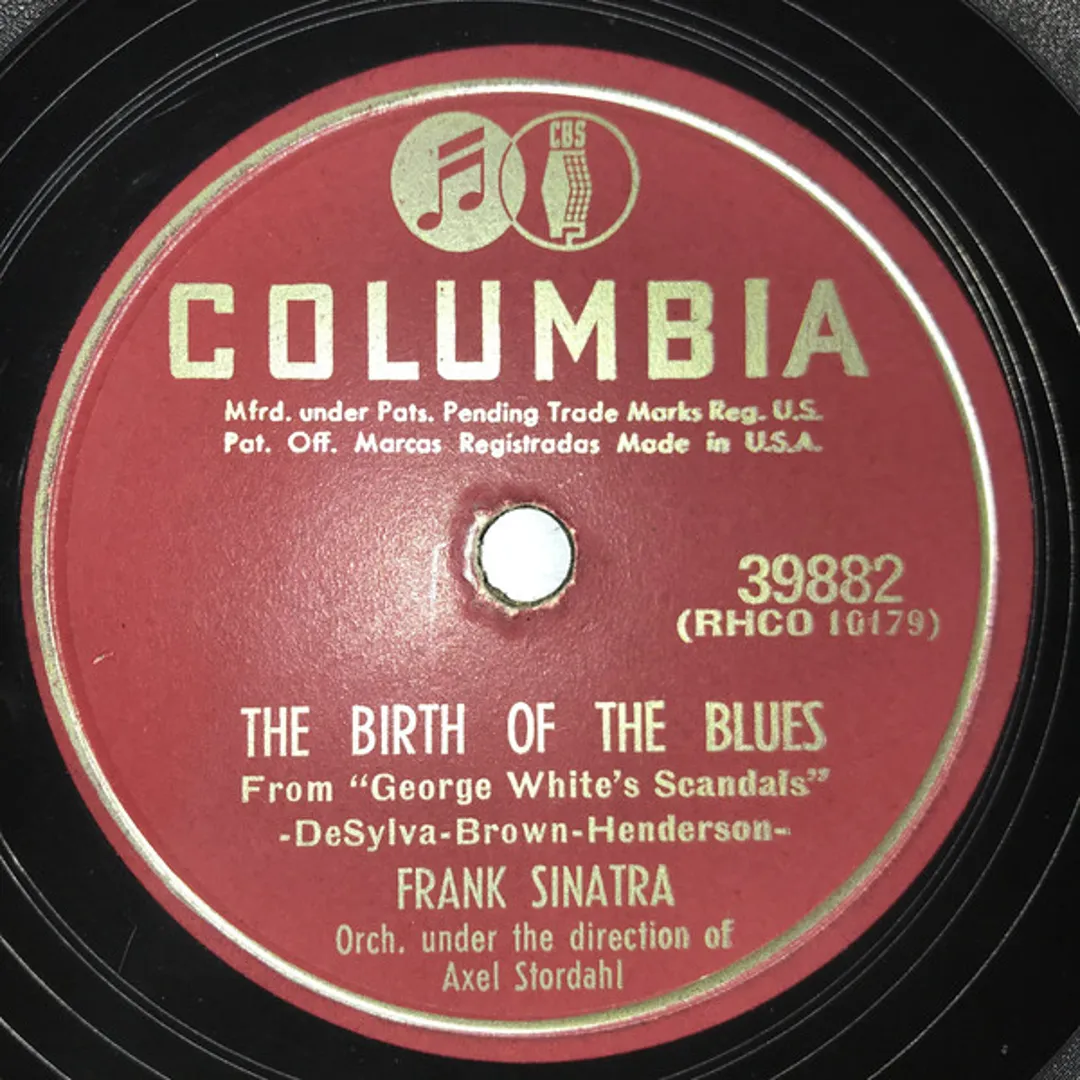 CBS
COLUMBIA
Mfrd. under Pats. Pending Trade Marks Reg. U.S.
Pat. Off. Marcas Registradas Made in U.S.A.
39882
(RHCO 10179)
THE BIRTH OF THE BLUES
From “George White's Scandals”
-DeSylva-Brown-Henderson-
FRANK SINATRA
Orch. under the direction of
Axel Stordahl